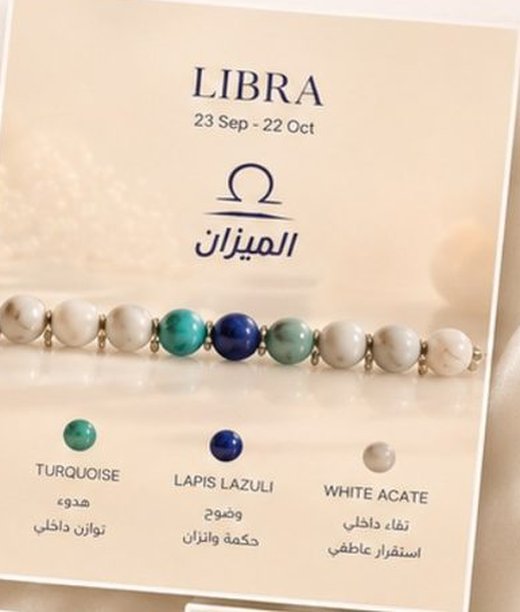 LIBRA
23 Sep - 22 Oct
الميزان
TURQUOISE
هدوء
توازن داخلي
LAPIS LAZULI
وضوح
حكمة واتزان
WHITE ACATE
نقاء داخلي
استقرار عاطفي